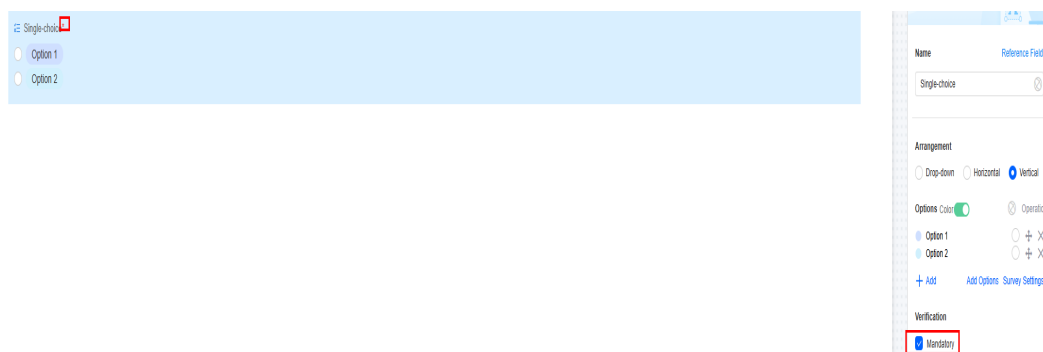 Single-choice*
Option 1
Option 2
Name Reference Field
Single-choice
Arrangement
Drop-down Horizontal Vertical
Options Color Operatio
Option 1
Option 2
+ Add Add Options Survey Settings
Verification
Mandatory